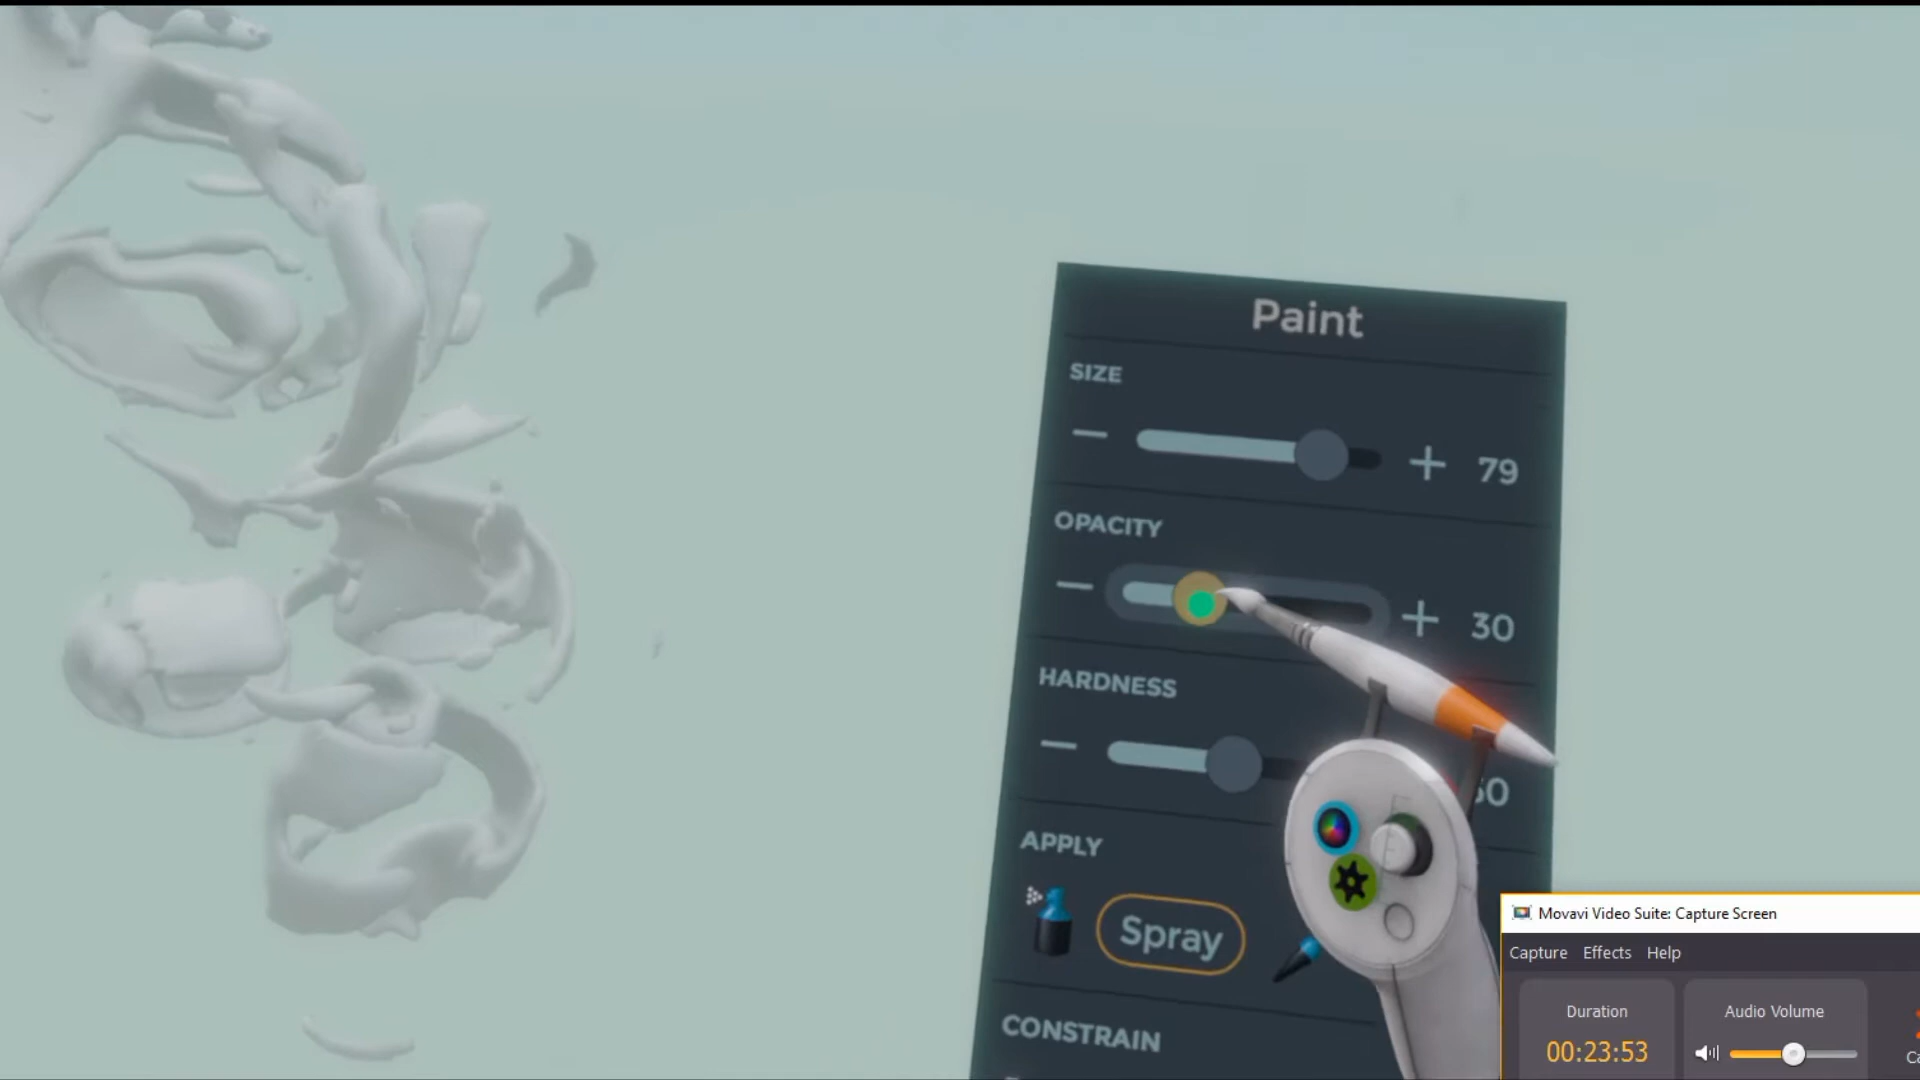 Paint
SIZE
79
OPACITY
30
HARDNESS
APPLY
Spray
CONSTRAIN
Movavi Video Suite: Capture Screen
Capture Effects Help
Duration Audio Volume
00:23:53